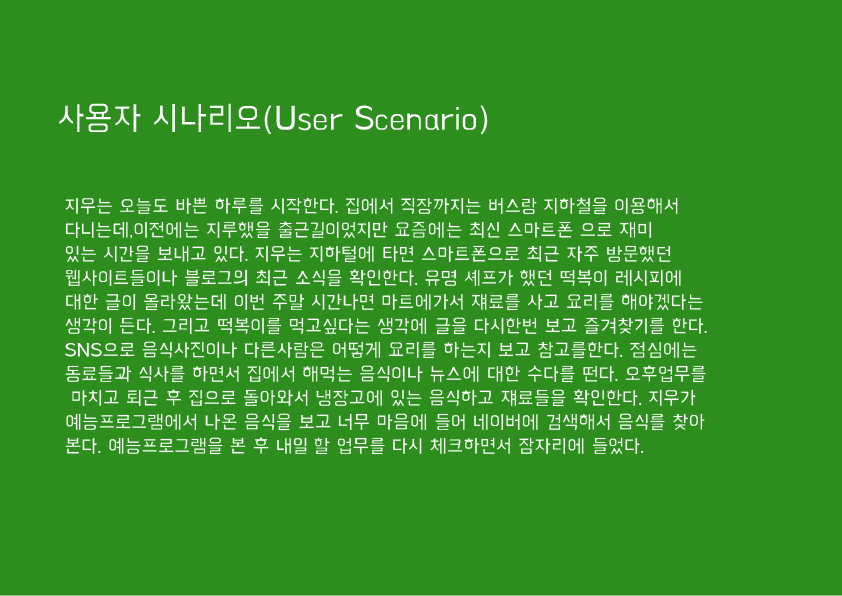 사용자 시나리오(User Scenario)
지우는 오늘도 바쁜 하루를 시작한다. 집에서 직장까지는 버스랑 지하철을 이용해서
다니는데,이전에는 지루했을 출근길이었지만 요즘에는 최신 스마트폰 으로 재미
있는 시간을 보내고 있다. 지우는 지하털에 타면 스마트폰으로 최근 자주 방문했던
웹사이트들이나 블로그의 최근 소식을 확인한다. 유명 셰프가 했던 떡복이 레시피에
대한 글이 올라왔는데 이번 주말 시간나면 마트에가서 쟤료를 사고 요리를 해야겠다는
생각이 든다. 그리고 떡복이를 먹고싶다는 생각에 글을 다시한번 보고 즐겨찾기를 한다.
SNS으로 음식사진이나 다른사람은 어떻게 요리를 하는지 보고 참고를한다. 점심에는
동료들과 식사를 하면서 집에서 해먹는 음식이나 뉴스에 대한 수다를 떤다. 오후업무를
마치고 퇴근 후 집으로 돌아와서 냉장고에 있는 음식하고 쟤료들을 확인한다. 지우가
예능프로그램에서 나온 음식을 보고 너무 마음에 들어 네이버에 검색해서 음식를 찾아
본다. 예능프로그램을 본 후 내일 할 업무를 다시 체크하면서 잠자리에 들었다.